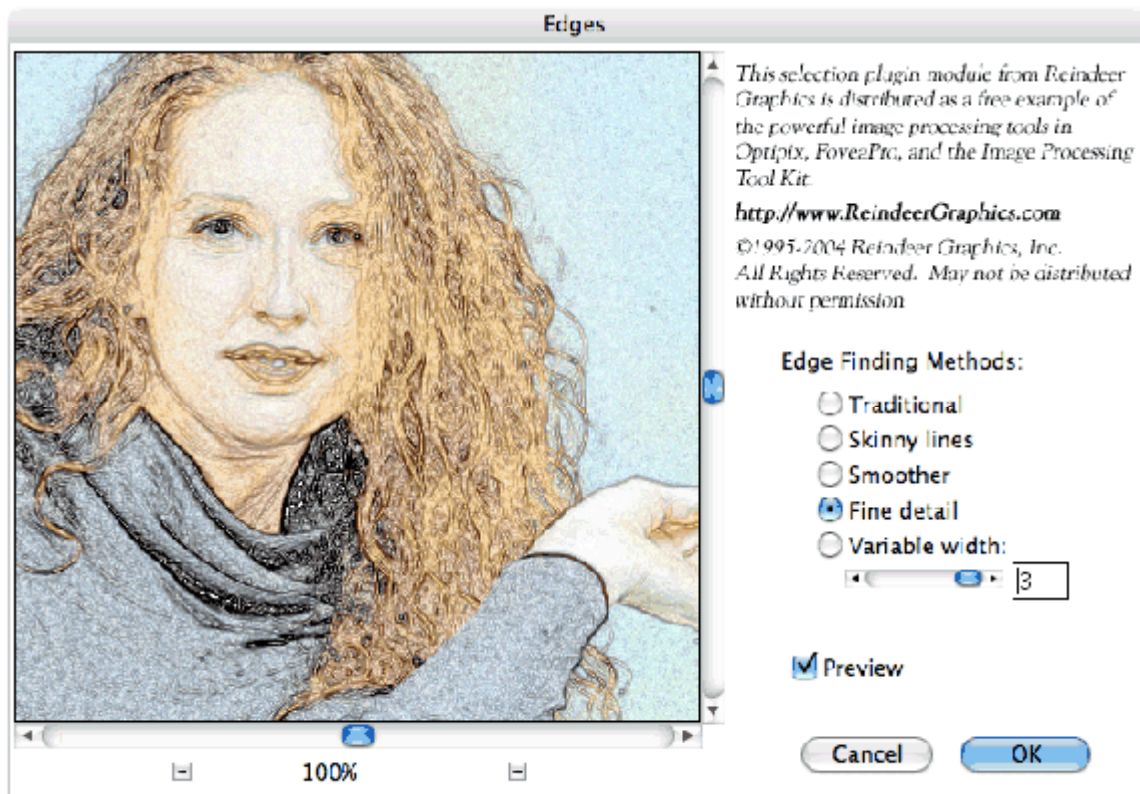 Edges
This selection plugin module from Reindeer
Graphics is distributed as a free example of
the powerful image processing tools in
Optipix, FoveaPro, and the Image Processing
Tool Kit.
http://www.ReindeerGraphics.com
©1995-2004 Reindeer Graphics, Inc.
All Rights Reserved. May not be distributed
without permission
Edge Finding Methods:
Traditional
Skinny lines
Smoother
Fine detail
Variable width:
3
Preview
100%
Cancel
OK